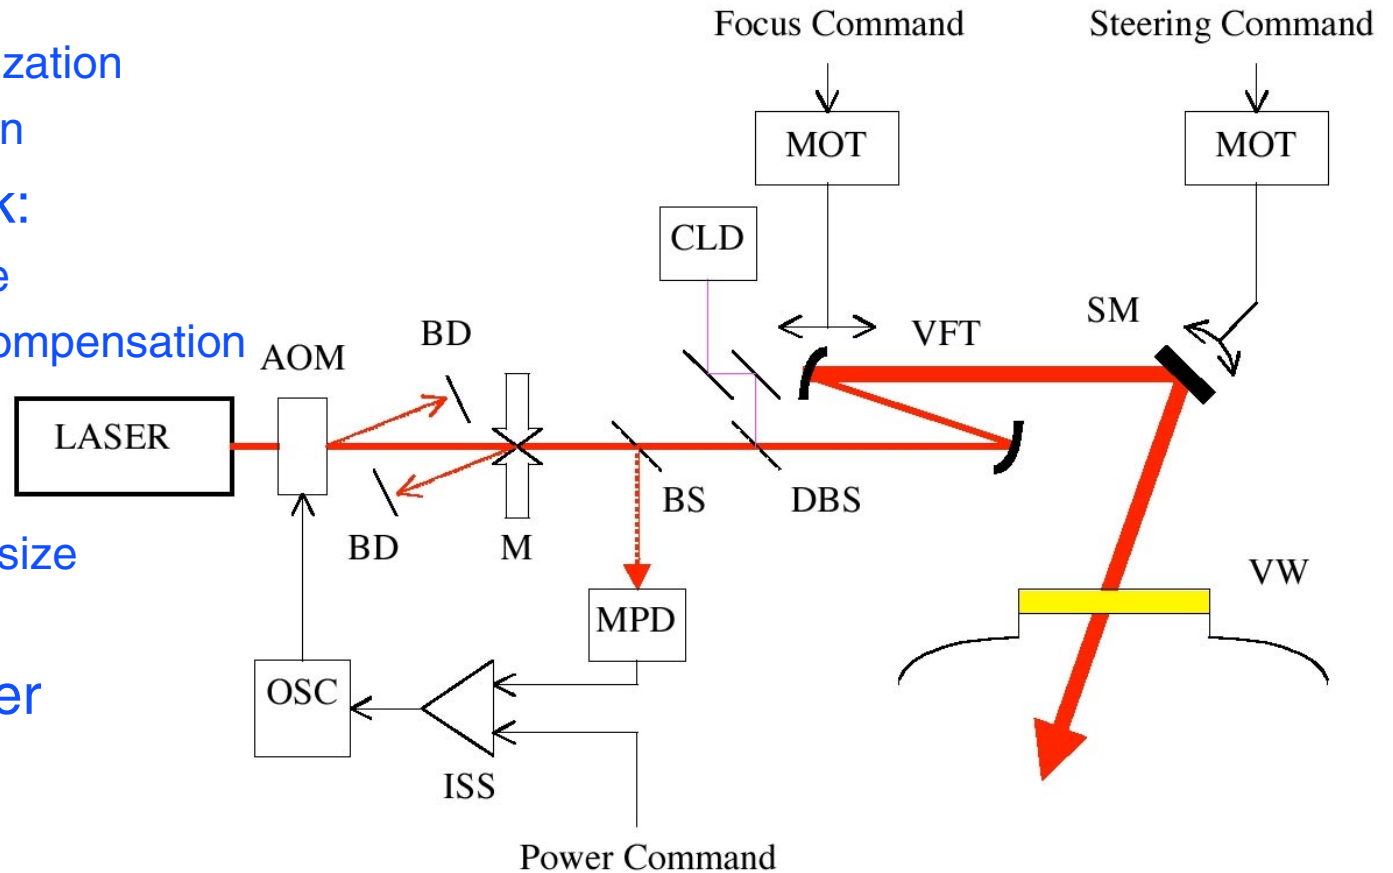 Focus Command
Steering Command
zation
n
k:
e
ompensation
size
er
MOT
MOT
CLD
SM
VFT
BD
AOM
LASER
BS
DBS
BD
M
VW
MPD
OSC
ISS
Power Command